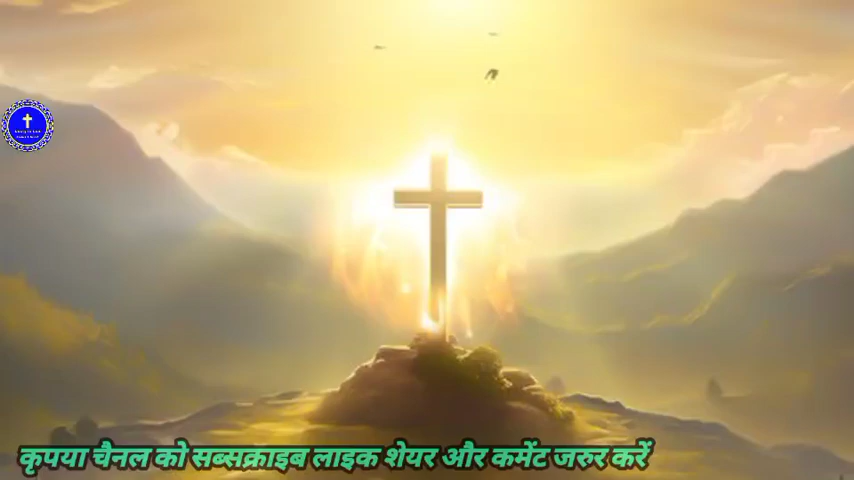 कृपया चैनल को सब्सक्राइब लाइक शेयर और कमेंट जरुर करें